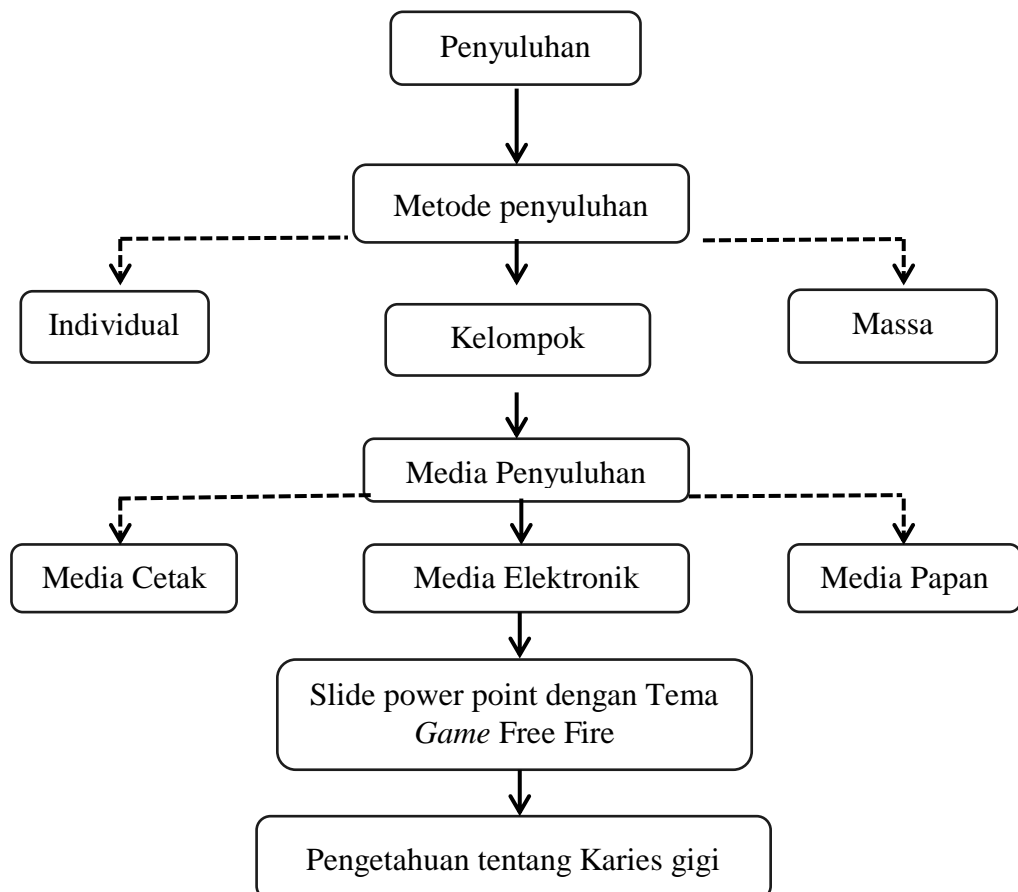 Penyuluhan
Metode penyuluhan
Individual
Kelompok
Massa
Media Penyuluhan
Media Cetak
Media Elektronik
Media Papan
Slide power point dengan Tema
Game Free Fire
Pengetahuan tentang Karies gigi